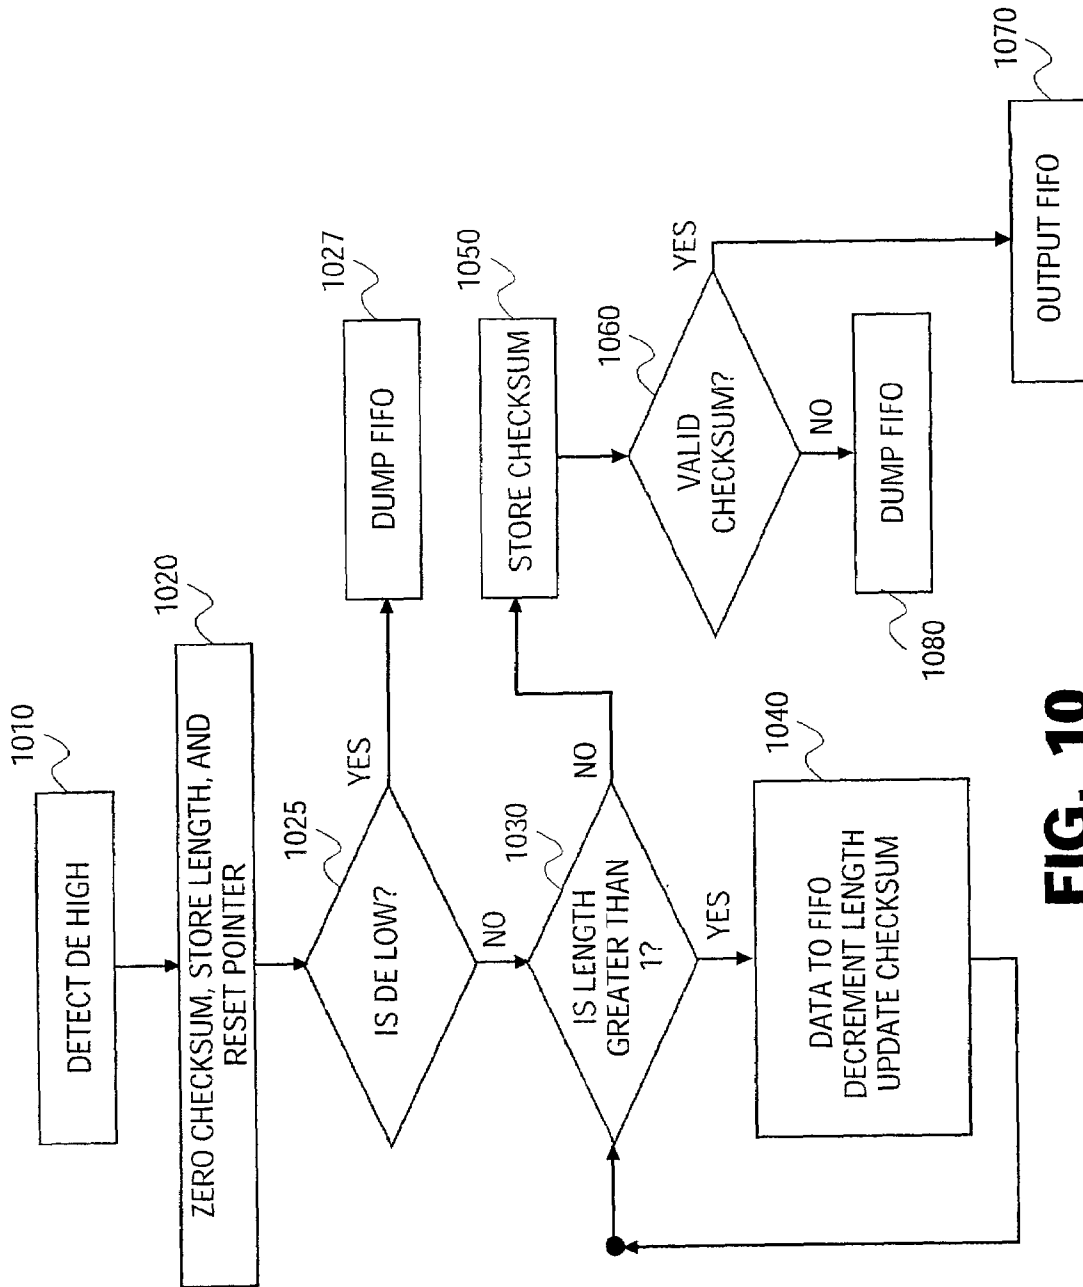 1010
DETECT DE HIGH
1020
ZERO CHECKSUM, STORE LENGTH, AND
RESET POINTER
1025
IS DE LOW?
YES
1027
DUMP FIFO
NO
1030
IS LENGTH
GREATER THAN
1?
NO
1050
STORE CHECKSUM
YES
1040
DATA TO FIFO
DECREMENT LENGTH
UPDATE CHECKSUM
1060
VALID
CHECKSUM?
YES
NO
1080
DUMP FIFO
1070
OUTPUT FIFO
FIG. 10